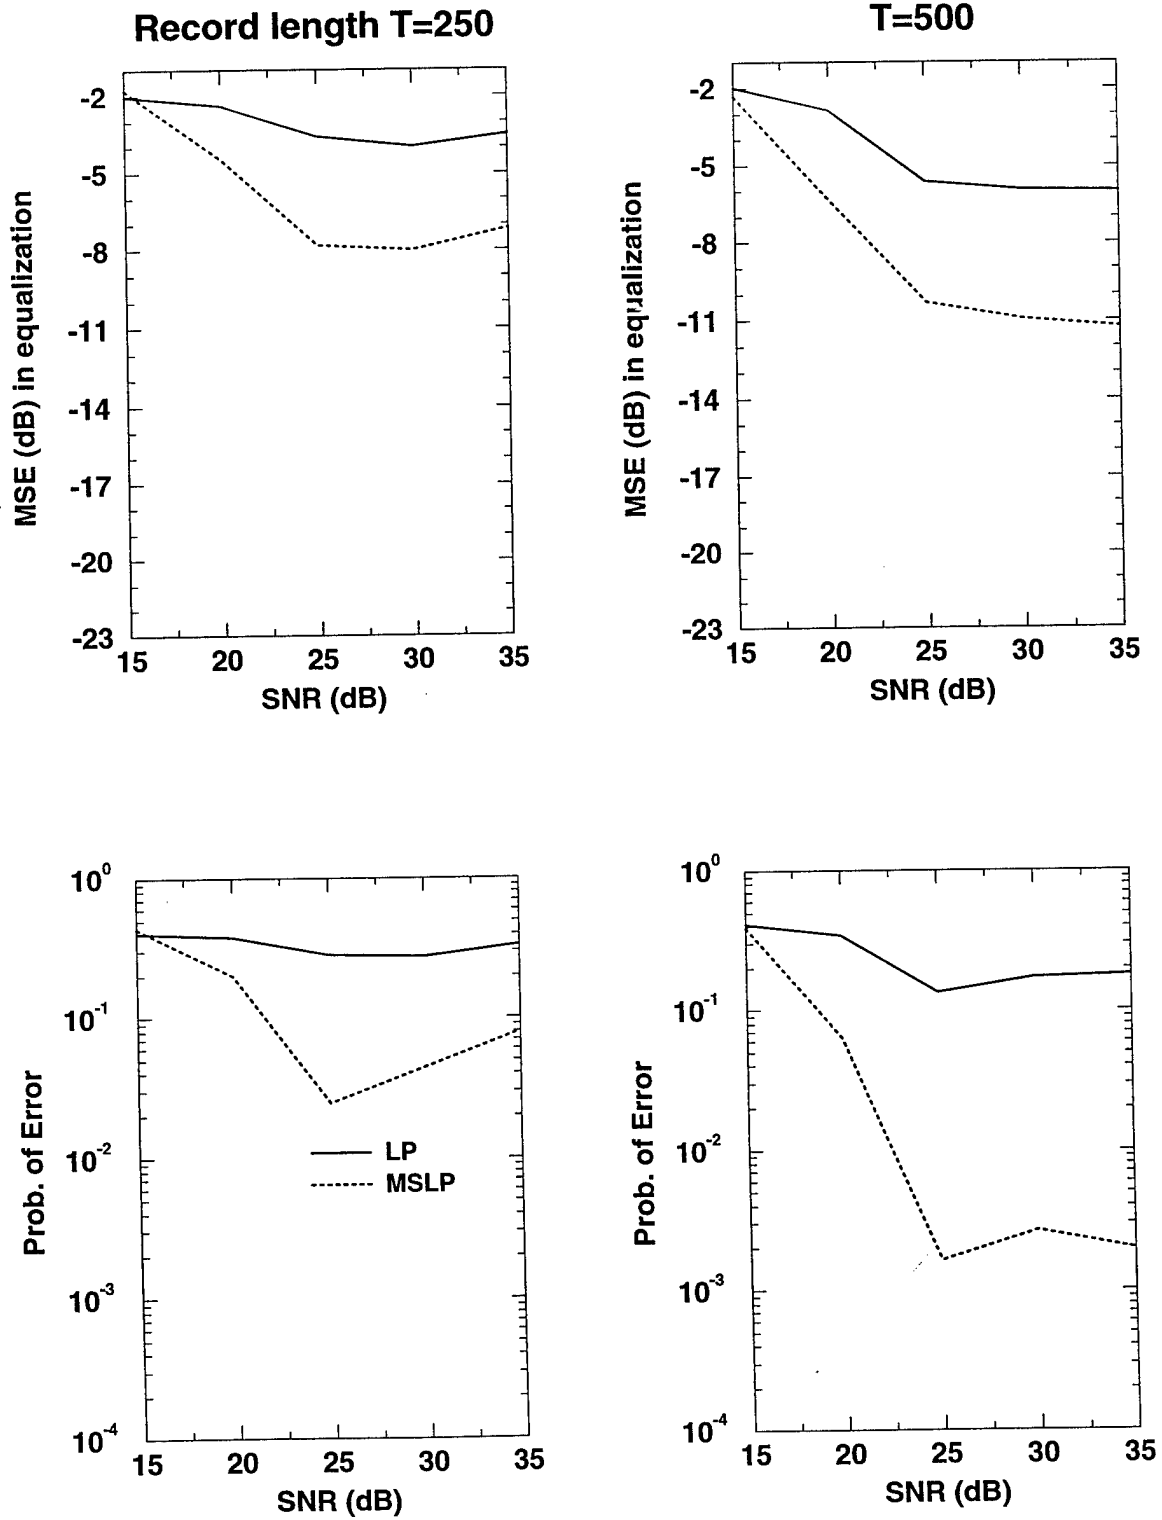 Record length T=250
T=500
MSE (dB) in equalization
-2
-5
-8
-11
-14
-17
-20
-23
15 20 25 30 35
SNR (dB)
MSE (dB) in equalization
-2
-5
-8
-11
-14
-17
-20
-23
15 20 25 30 35
SNR (dB)
Prob. of Error
10^0
10^-1
10^-2
10^-3
10^-4
LP
MSLP
15 20 25 30 35
SNR (dB)
Prob. of Error
10^0
10^-1
10^-2
10^-3
10^-4
15 20 25 30 35
SNR (dB)